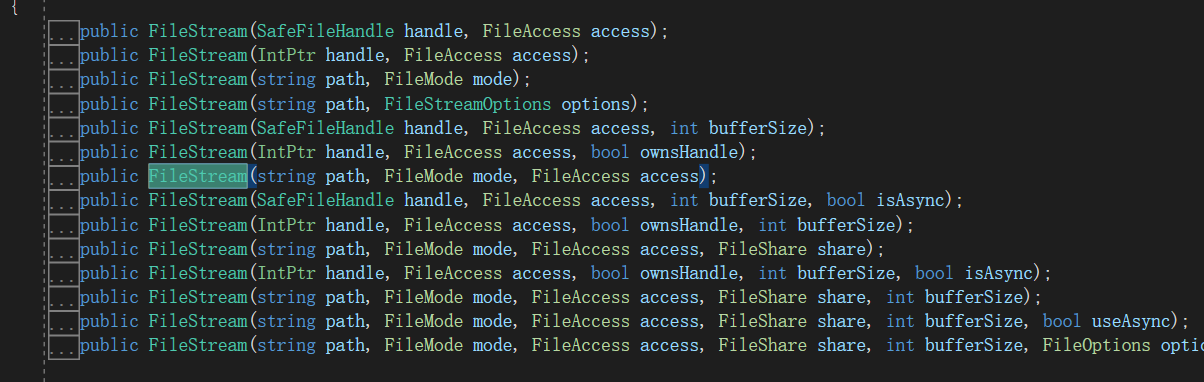 {
...public FileStream(SafeFileHandle handle, FileAccess access);
...public FileStream(IntPtr handle, FileAccess access);
...public FileStream(string path, FileMode mode);
...public FileStream(string path, FileStreamOptions options);
...public FileStream(SafeFileHandle handle, FileAccess access, int bufferSize);
...public FileStream(IntPtr handle, FileAccess access, bool ownsHandle);
...public FileStream(string path, FileMode mode, FileAccess access);
...public FileStream(SafeFileHandle handle, FileAccess access, int bufferSize, bool isAsync);
...public FileStream(IntPtr handle, FileAccess access, bool ownsHandle, int bufferSize);
...public FileStream(string path, FileMode mode, FileAccess access, FileShare share);
...public FileStream(IntPtr handle, FileAccess access, bool ownsHandle, int bufferSize, bool isAsync);
...public FileStream(string path, FileMode mode, FileAccess access, FileShare share, int bufferSize);
...public FileStream(string path, FileMode mode, FileAccess access, FileShare share, int bufferSize, bool useAsync);
...public FileStream(string path, FileMode mode, FileAccess access, FileShare share, int bufferSize, FileOptions optio